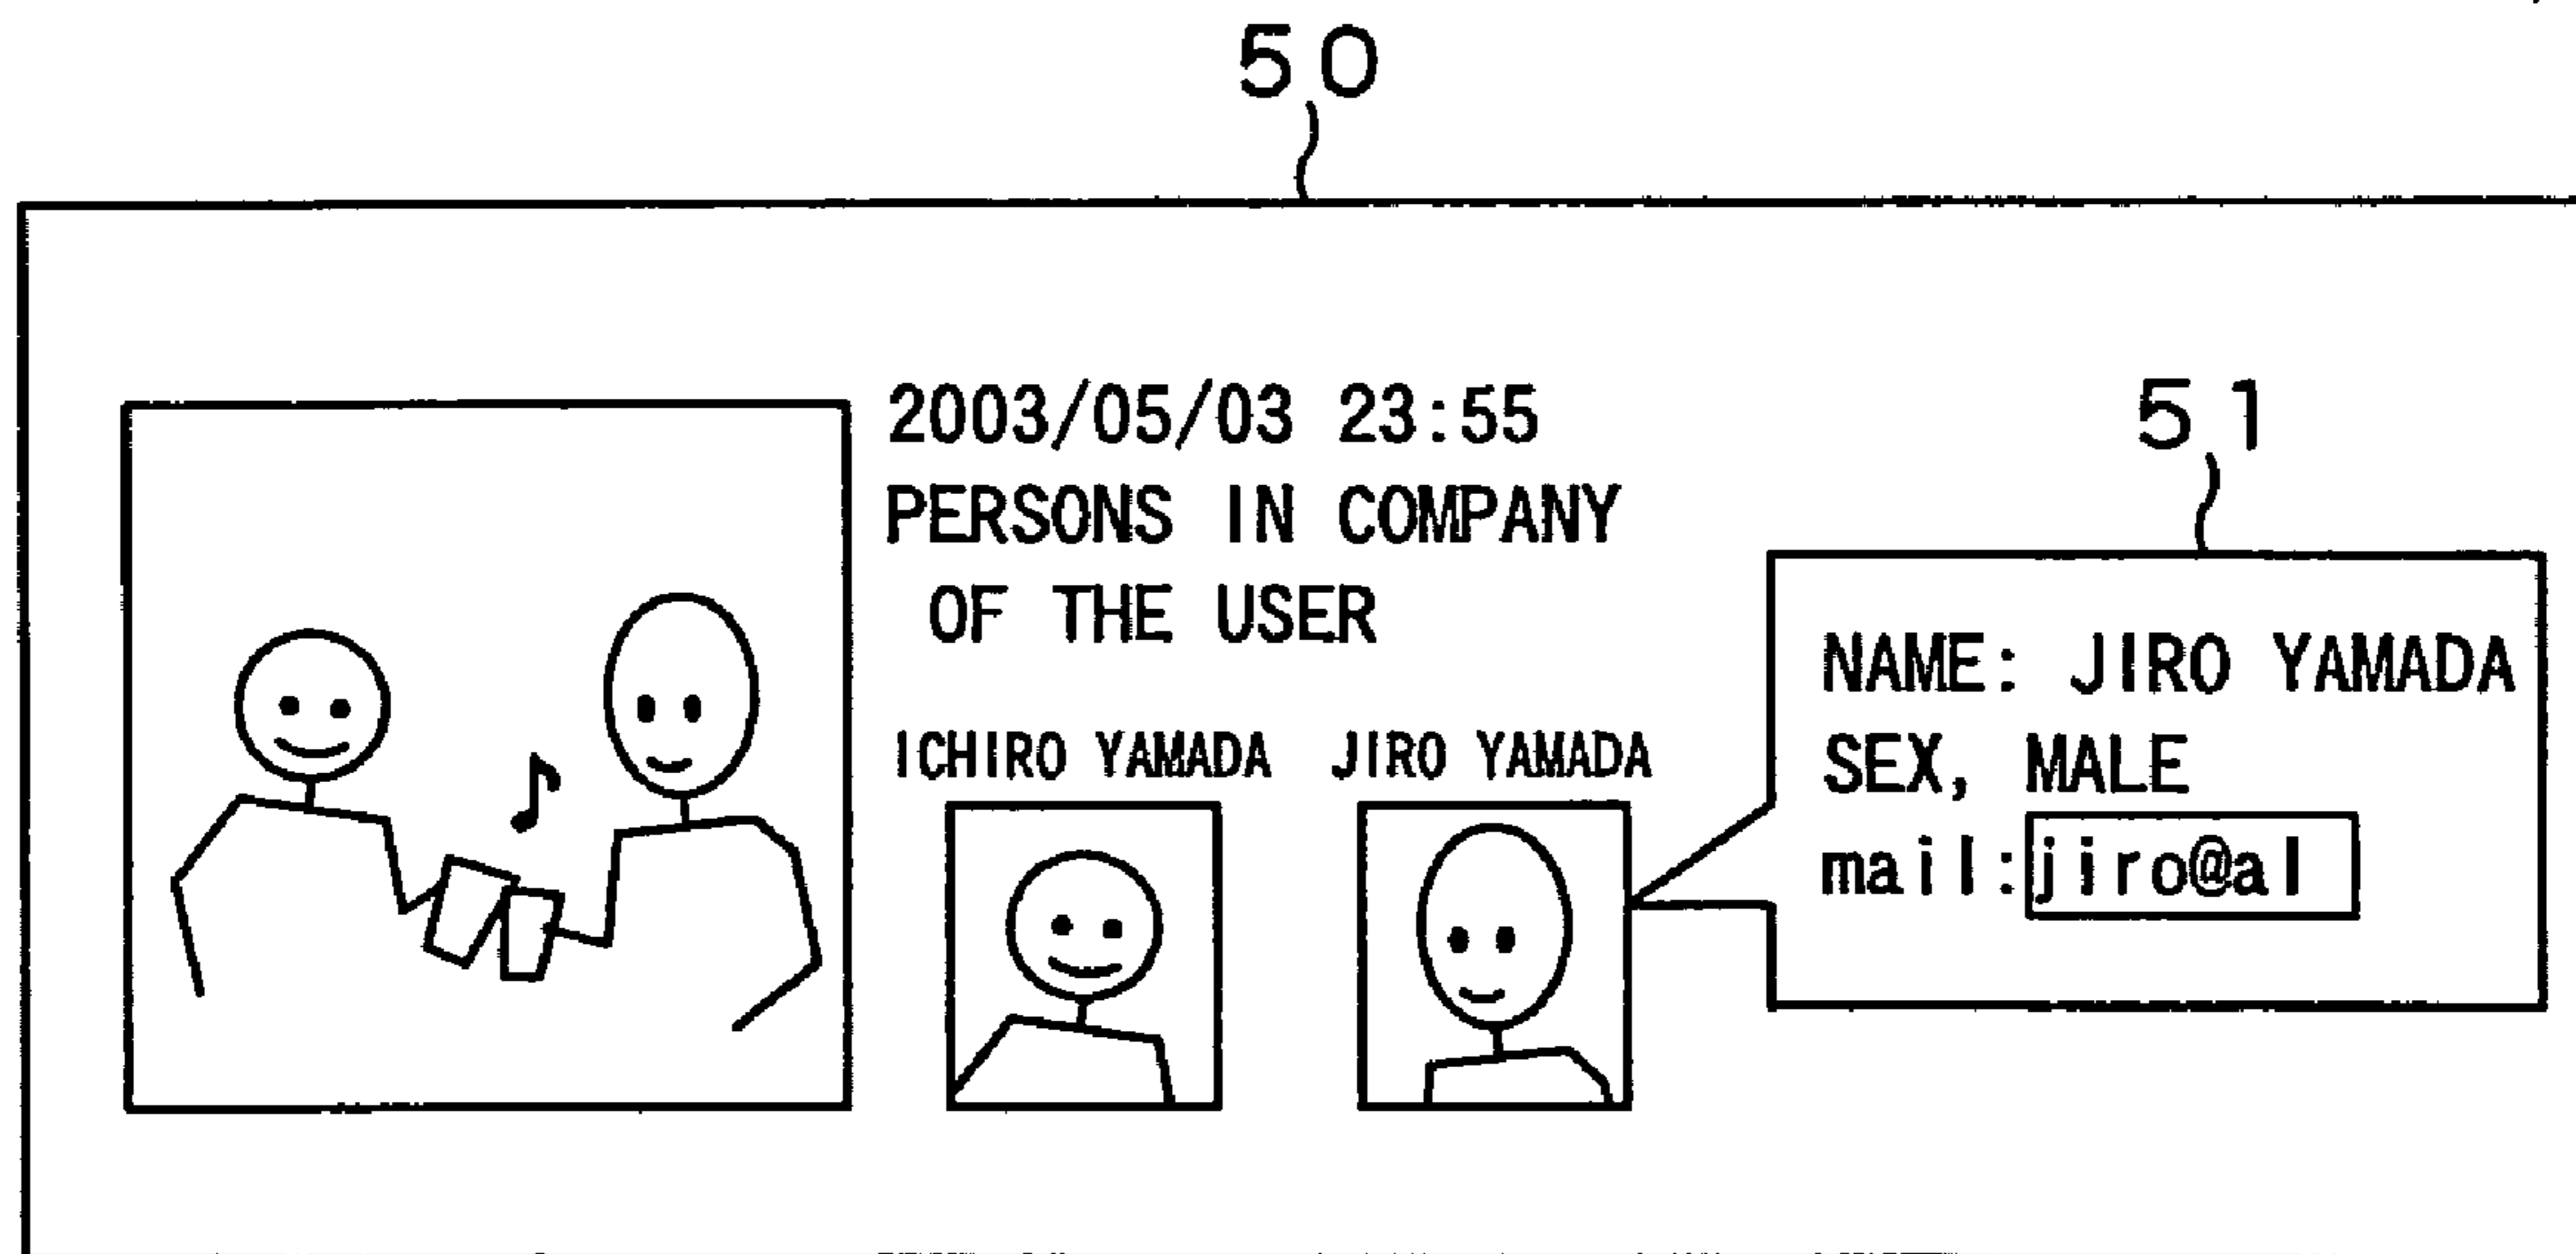 50
2003/05/03 23:55
PERSONS IN COMPANY
OF THE USER
51
NAME: JIRO YAMADA
SEX, MALE
mail:jiro@al
ICHIRO YAMADA JIRO YAMADA